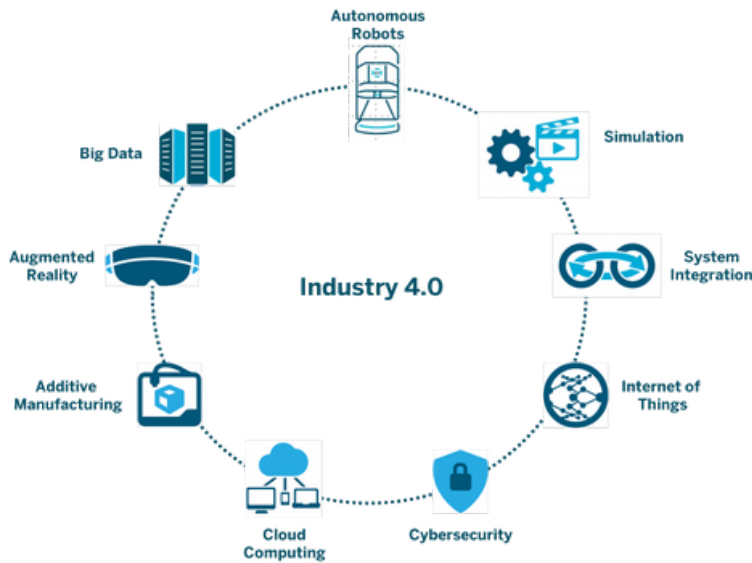 Autonomous
Robots
Simulation
System
Integration
Internet of
Things
Cybersecurity
Cloud
Computing
Additive
Manufacturing
Augmented
Reality
Big Data
Industry 4.0